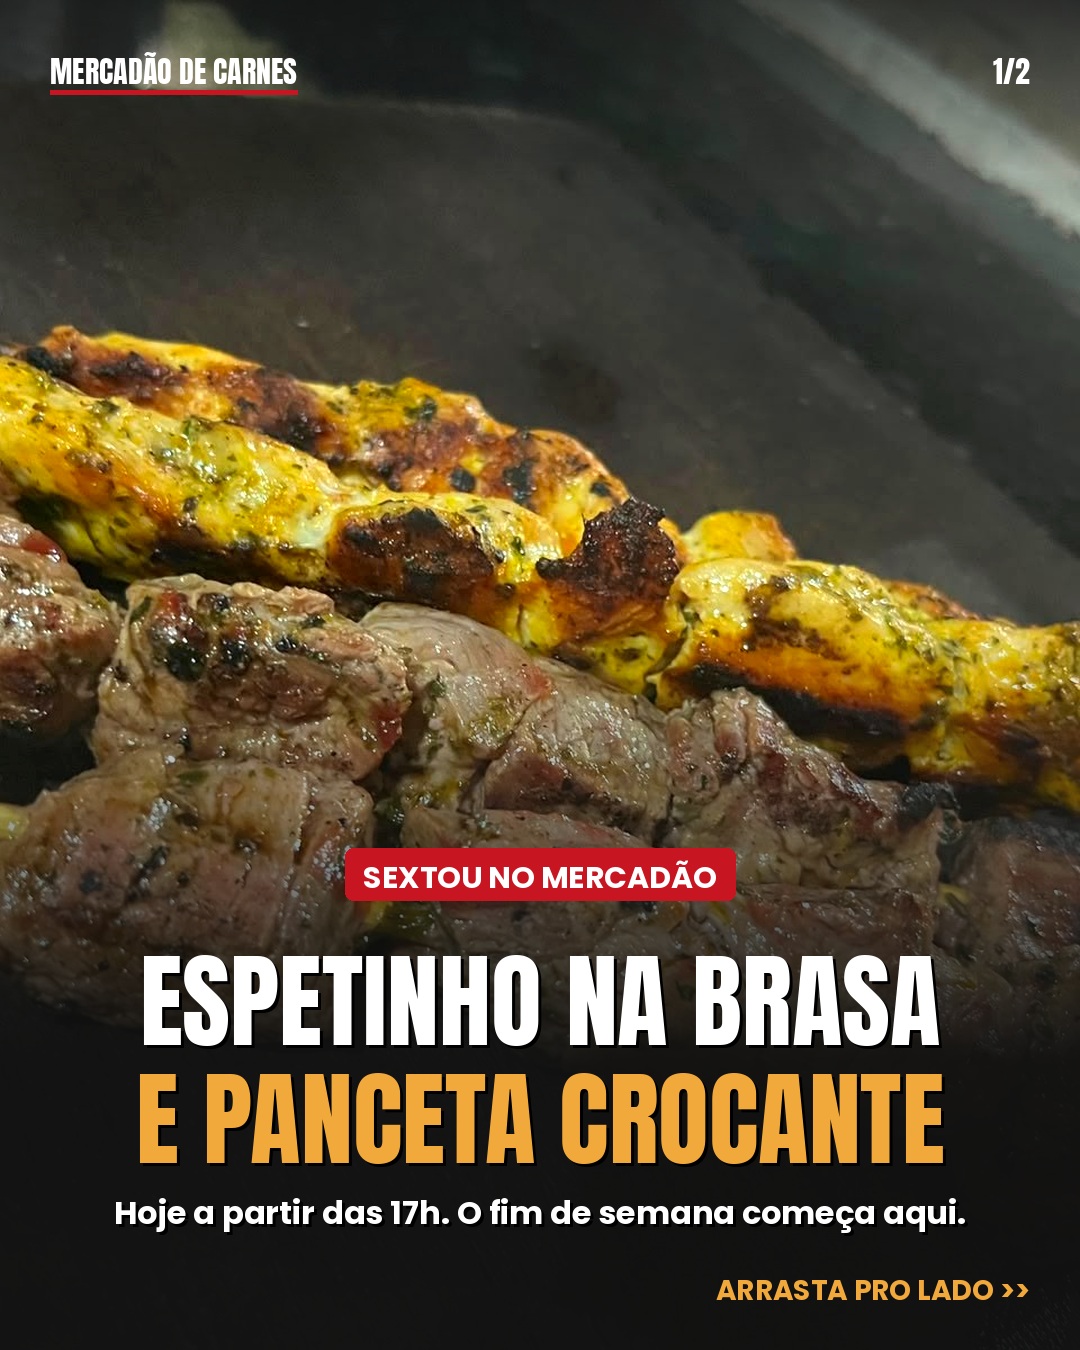 MERCADÃO DE CARNES
1/2
SEXTOU NO MERCADÃO
ESPETINHO NA BRASA
E PANCETA CROCANTE
Hoje a partir das 17h. O fim de semana começa aqui.
ARRASTA PRO LADO >>